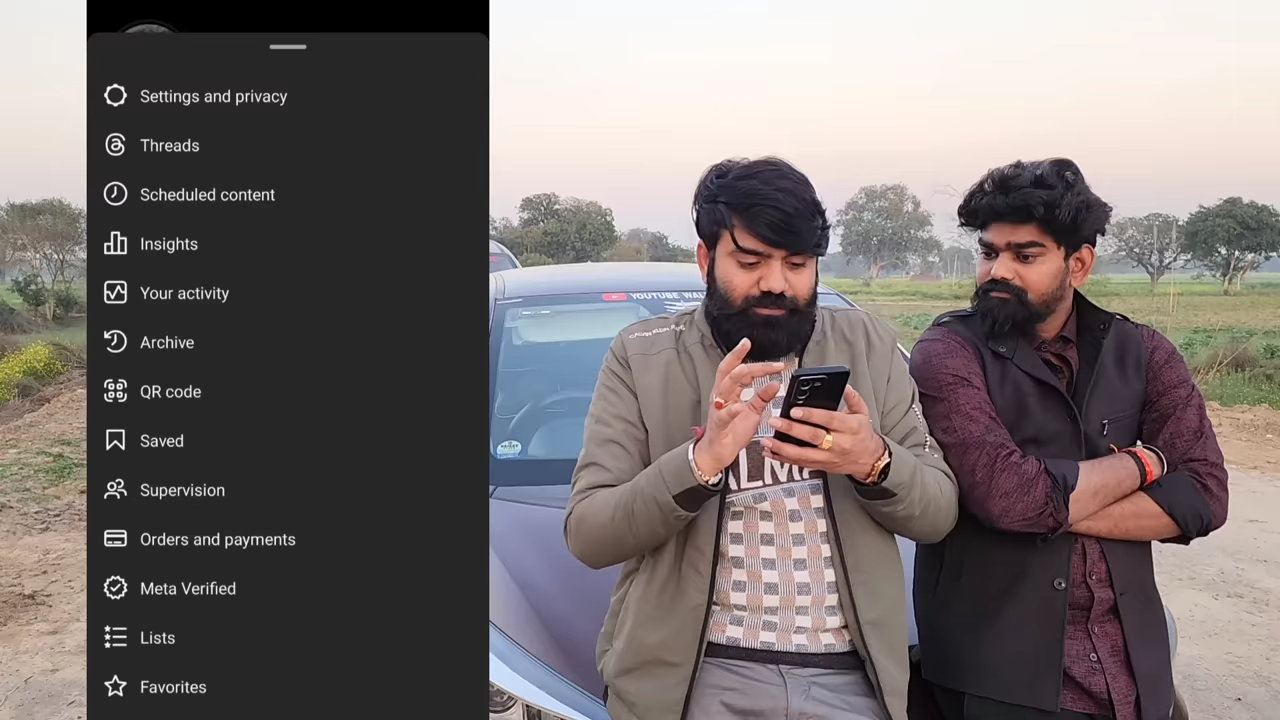 Settings and privacy
Threads
Scheduled content
Insights
Your activity
Archive
QR code
Saved
Supervision
Orders and payments
Meta Verified
Lists
Favorites
YOUTUBE